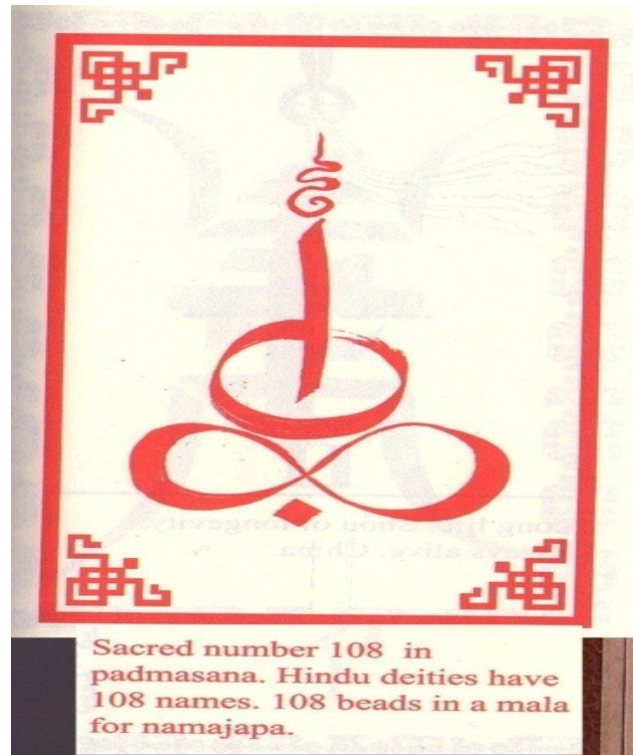 Sacred number 108 in
padmasana. Hindu deities have
108 names. 108 beads in a mala
for namajapa.